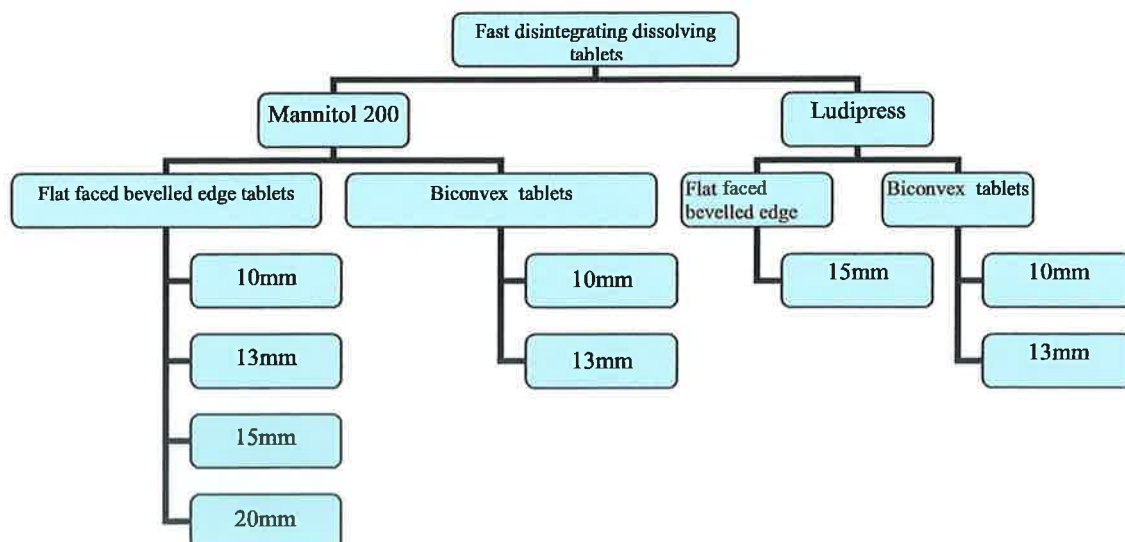 Fast disintegrating dissolving
tablets
Mannitol 200
Ludipress
Flat faced bevelled edge tablets
Biconvex tablets
Flat faced
bevelled edge
Biconvex tablets
10mm
13mm
15mm
20mm
10mm
13mm
15mm
10mm
13mm